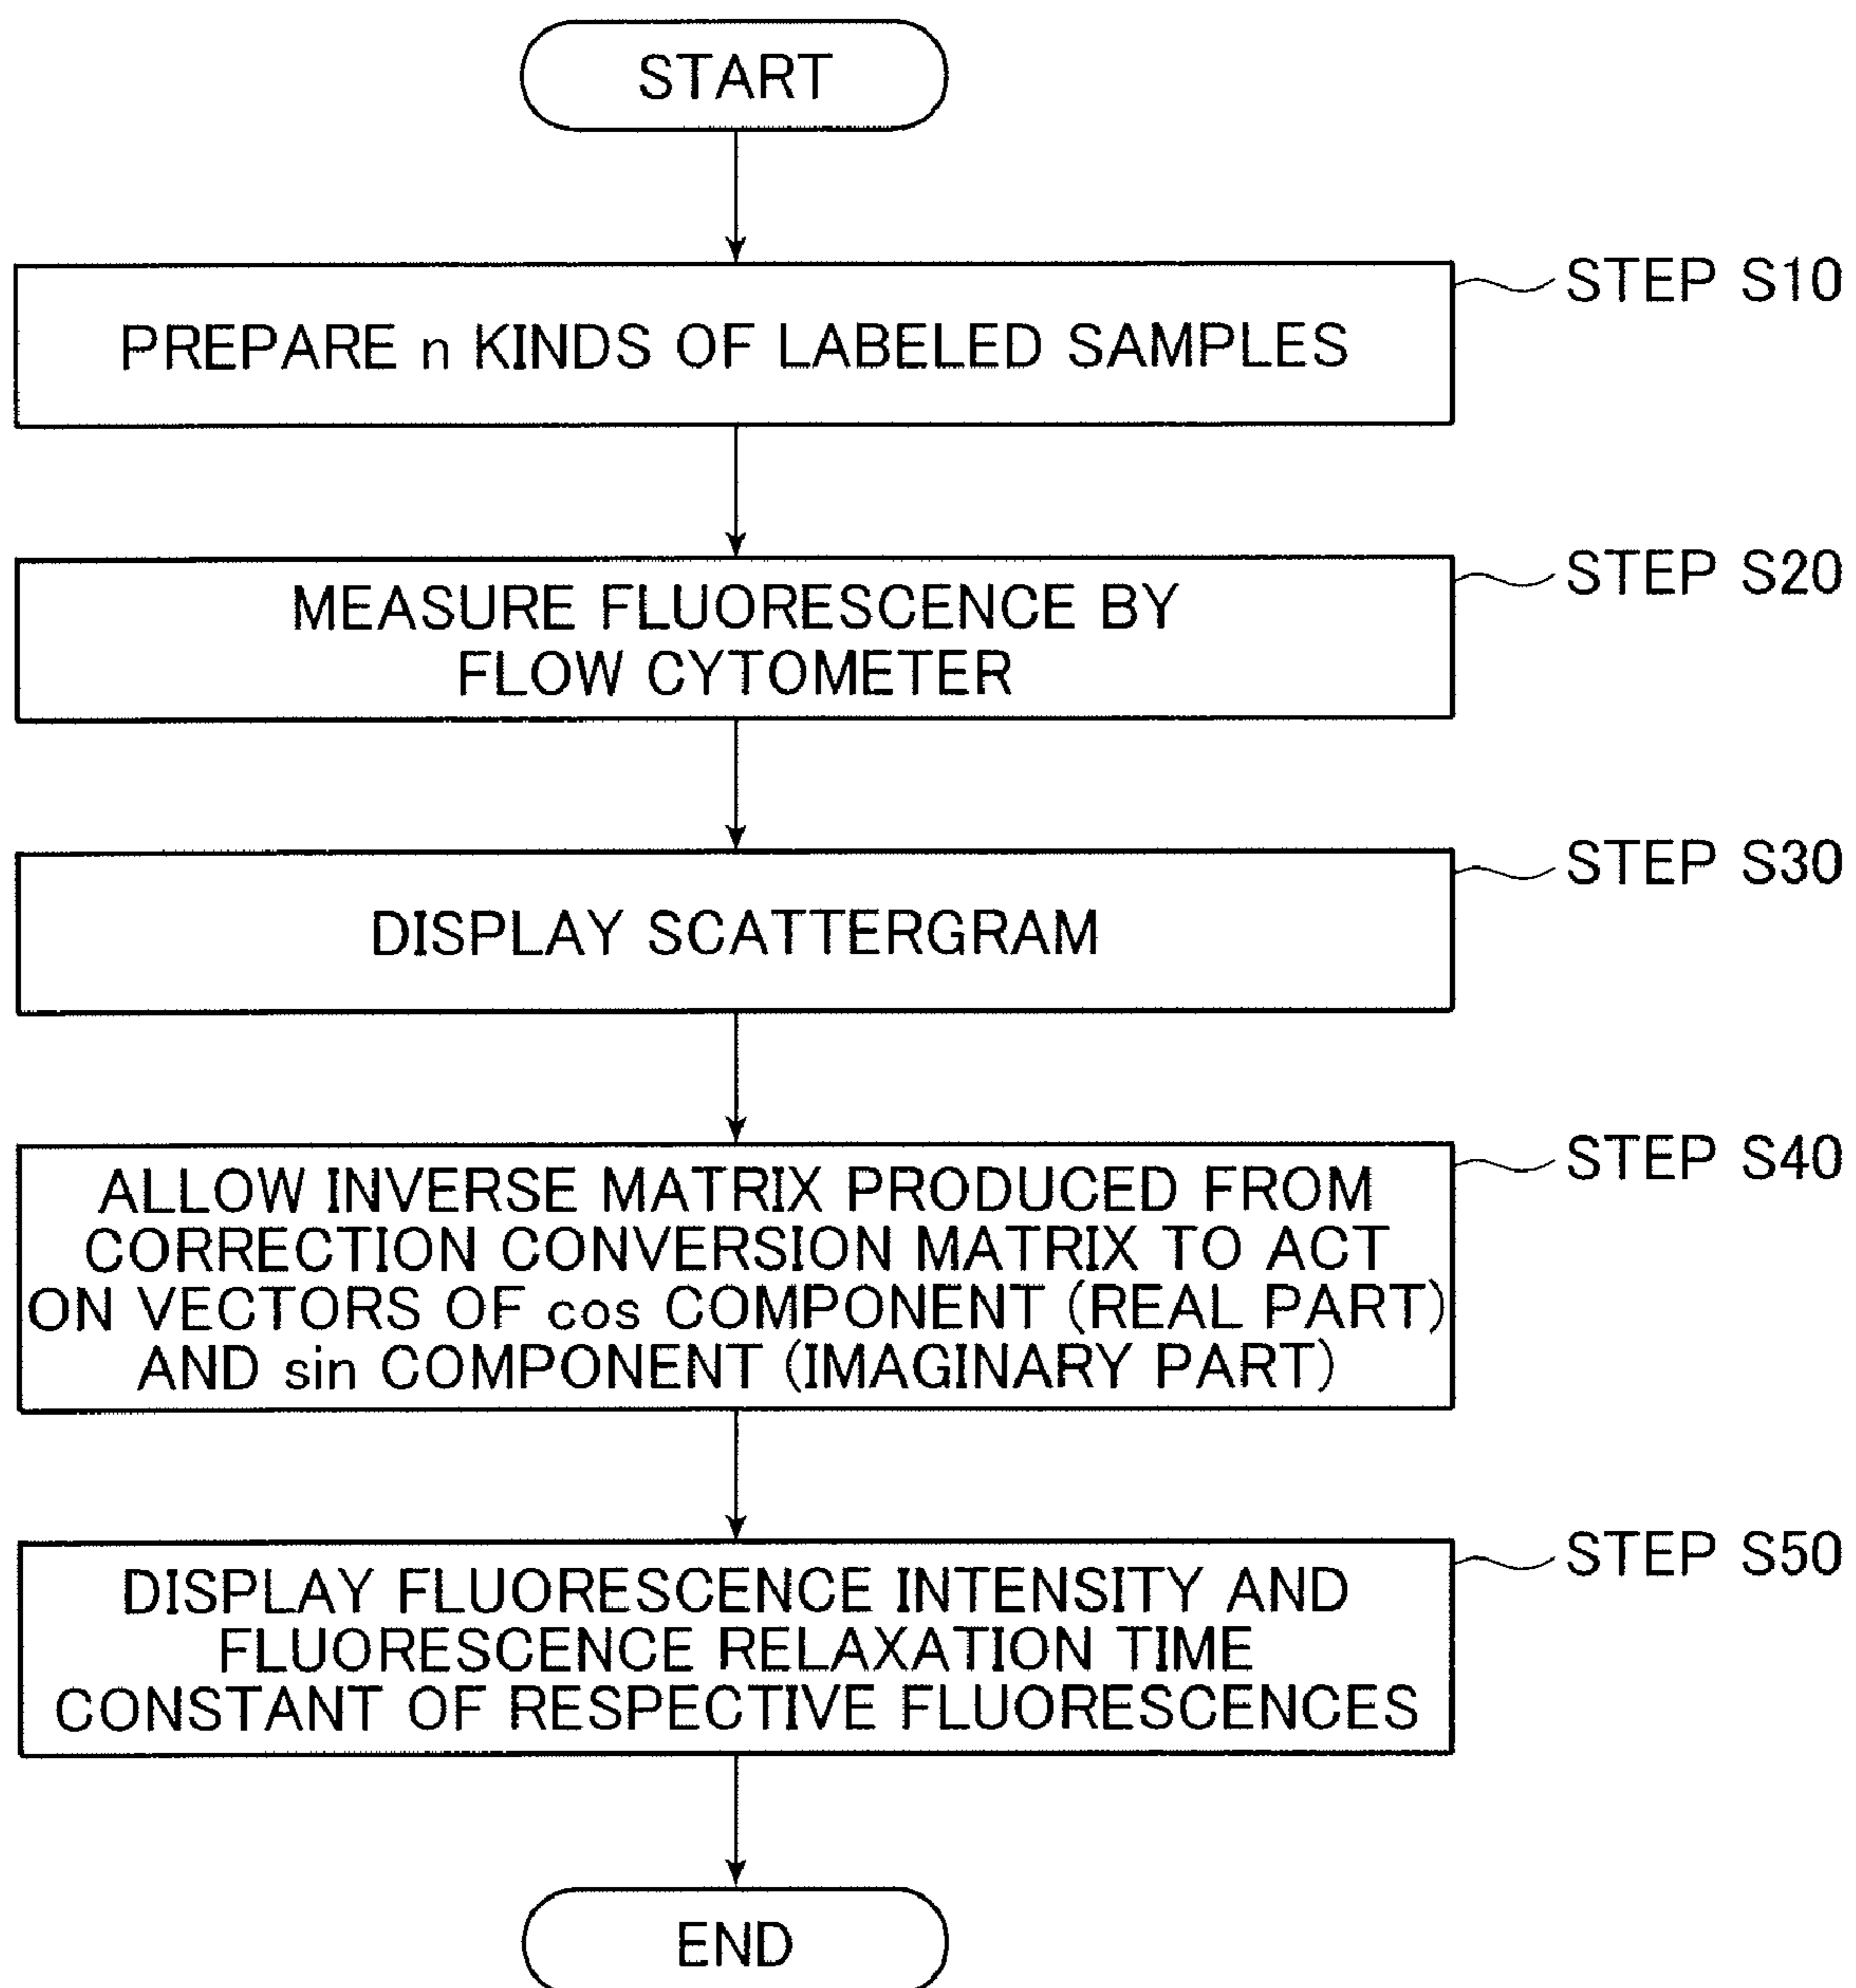 START
STEP S10
PREPARE n KINDS OF LABELED SAMPLES
STEP S20
MEASURE FLUORESCENCE BY
FLOW CYTOMETER
STEP S30
DISPLAY SCATTERGRAM
STEP S40
ALLOW INVERSE MATRIX PRODUCED FROM
CORRECTION CONVERSION MATRIX TO ACT
ON VECTORS OF cos COMPONENT (REAL PART)
AND sin COMPONENT (IMAGINARY PART)
STEP S50
DISPLAY FLUORESCENCE INTENSITY AND
FLUORESCENCE RELAXATION TIME
CONSTANT OF RESPECTIVE FLUORESCENCES
END